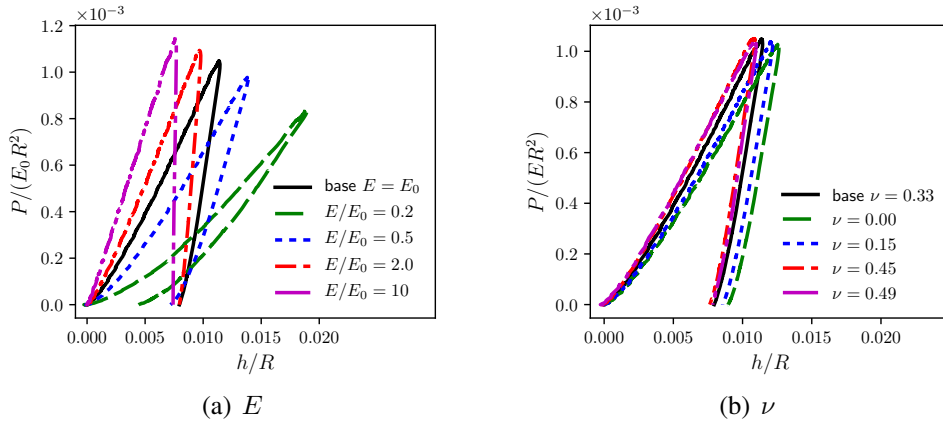 ×10⁻³
1.2
1.0
0.8
0.6
0.4
0.2
0.0
P/(E₀R²)
base E = E₀
E/E₀ = 0.2
E/E₀ = 0.5
E/E₀ = 2.0
E/E₀ = 10
0.000 0.005 0.010 0.015 0.020
h/R
(a) E
×10⁻³
1.0
0.8
0.6
0.4
0.2
0.0
P/(ER²)
base ν = 0.33
ν = 0.00
ν = 0.15
ν = 0.45
ν = 0.49
0.000 0.005 0.010 0.015 0.020
h/R
(b) ν